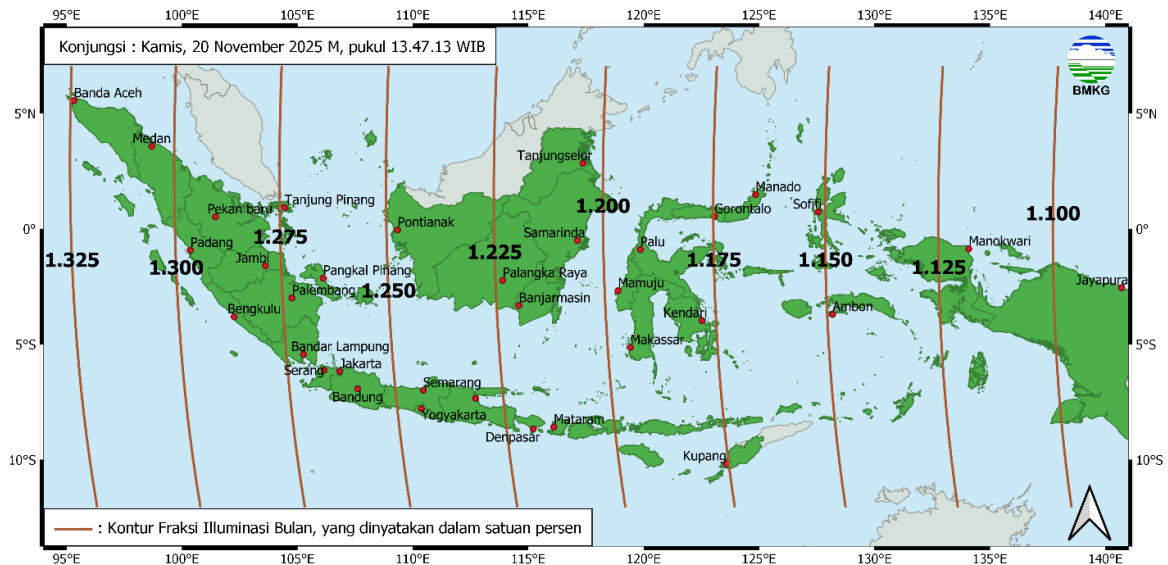 95°E 100°E 105°E 110°E 115°E 120°E 125°E 130°E 135°E 140°E
Konjungsi : Kamis, 20 November 2025 M, pukul 13.47.13 WIB
BMKG
Banda Aceh
5°N 5°N
Medan
Tanjungselor
Manado
Tanjung Pinang
Sofifi
1.200
Pekan baru
Gorontalo
1.100
Pontianak
0° 0°
Samarinda
1.275
Padang
Palu
Manokwari
1.225
Jambi
1.325
1.300
1.175
1.150
1.125
Pangkal Pinang
Palangka Raya
Jayapura
Mamuju
Palembang
1.250
Banjarmasin
Bengkulu
Kendari
Ambon
5°S 5°S
Makassar
Bandar Lampung
Serang
Jakarta
Semarang
Bandung
Yogyakarta
Mataram
Denpasar
Kupang
10°S 10°S
: Kontur Fraksi Illuminasi Bulan, yang dinyatakan dalam satuan persen
95°E 100°E 105°E 110°E 115°E 120°E 125°E 130°E 135°E 140°E